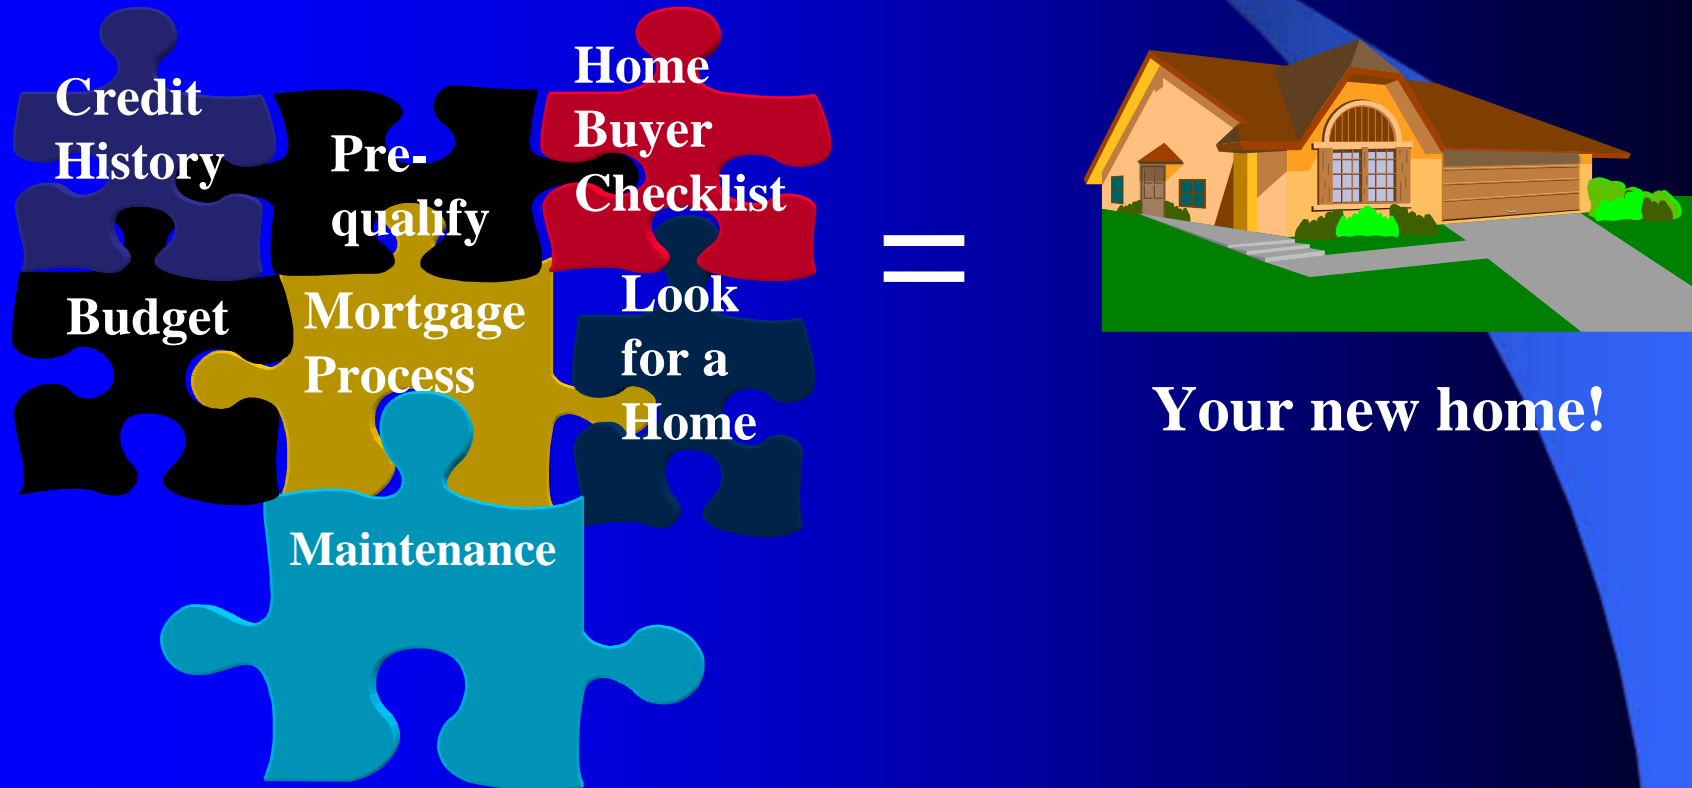 Credit
History
Pre-
qualify
Home
Buyer
Checklist
Budget
Mortgage
Process
Look
for a
Home
Maintenance
=
Your new home!